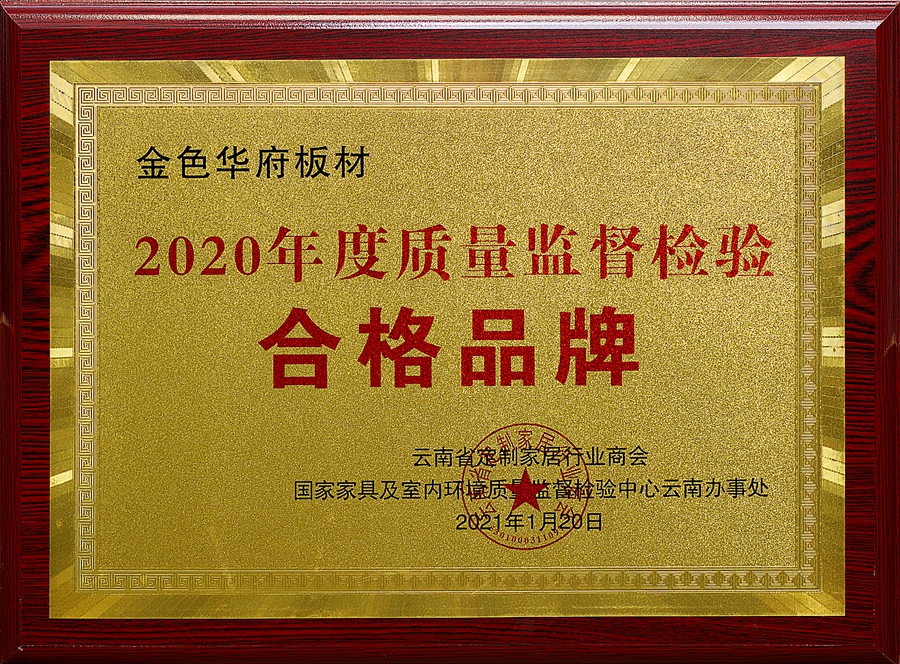 金色华府板材
2020年度质量监督检验
合格品牌
云南省定制家居行业商会
国家家具及室内环境质量监督检验中心云南办事处
2021年1月20日